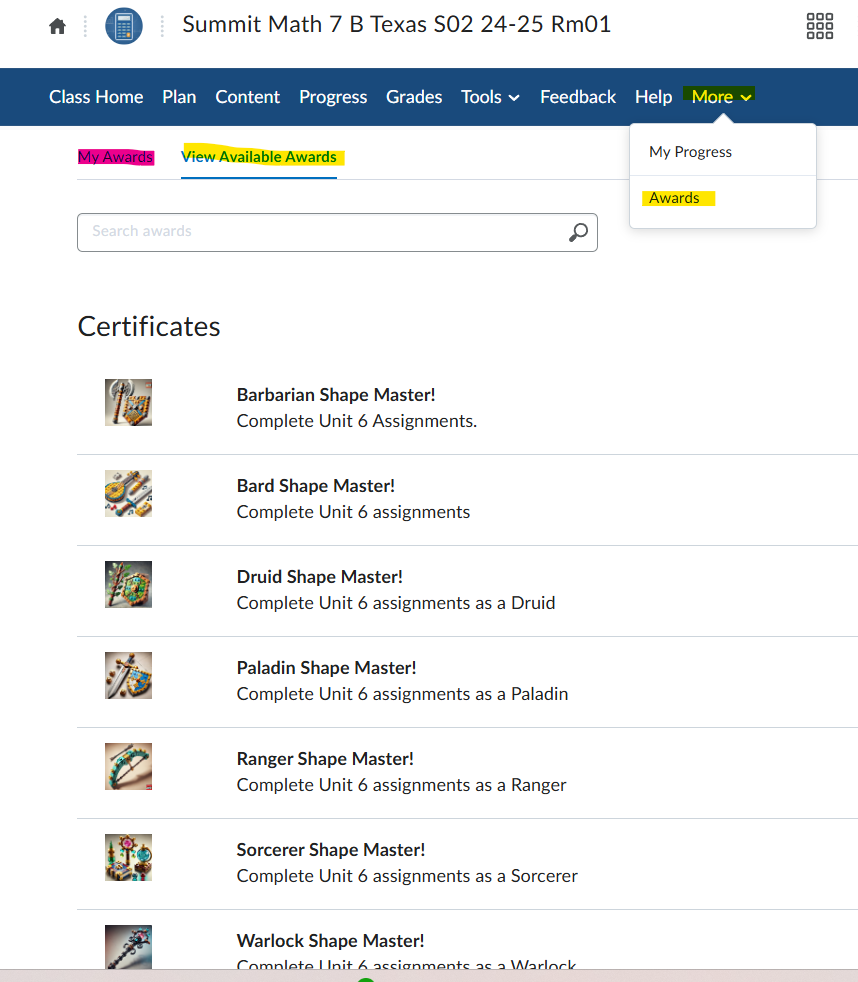 Summit Math 7 B Texas S02 24-25 Rm01
Class Home Plan Content Progress Grades Tools Feedback Help More
My Awards View Available Awards
My Progress
Awards
Search awards
Certificates
Barbarian Shape Master!
Complete Unit 6 Assignments.
Bard Shape Master!
Complete Unit 6 assignments
Druid Shape Master!
Complete Unit 6 assignments as a Druid
Paladin Shape Master!
Complete Unit 6 assignments as a Paladin
Ranger Shape Master!
Complete Unit 6 assignments as a Ranger
Sorcerer Shape Master!
Complete Unit 6 assignments as a Sorcerer
Warlock Shape Master!
Complete Unit 6 assignments as a Warlock